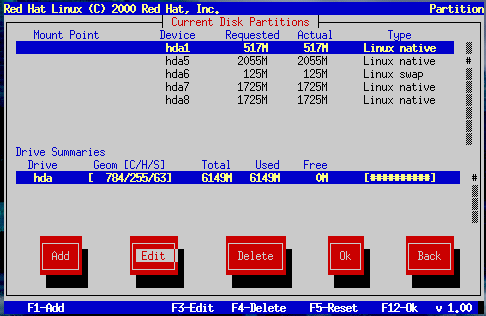 Red Hat Linux (C) 2000 Red Hat, Inc. Partition
Current Disk Partitions
Mount Point Device Requested Actual Type
hda1 517M 517M Linux native
hda5 2055M 2055M Linux native #
hda6 125M 125M Linux swap
hda7 1725M 1725M Linux native
hda8 1725M 1725M Linux native
Drive Summaries
Drive Geom [C/H/S] Total Used Free
hda [ 784/255/63] 6149M 6149M 0M [##########] #
Add Edit Delete Ok Back
F1-Add F3-Edit F4-Delete F5-Reset F12-Ok v 1.00